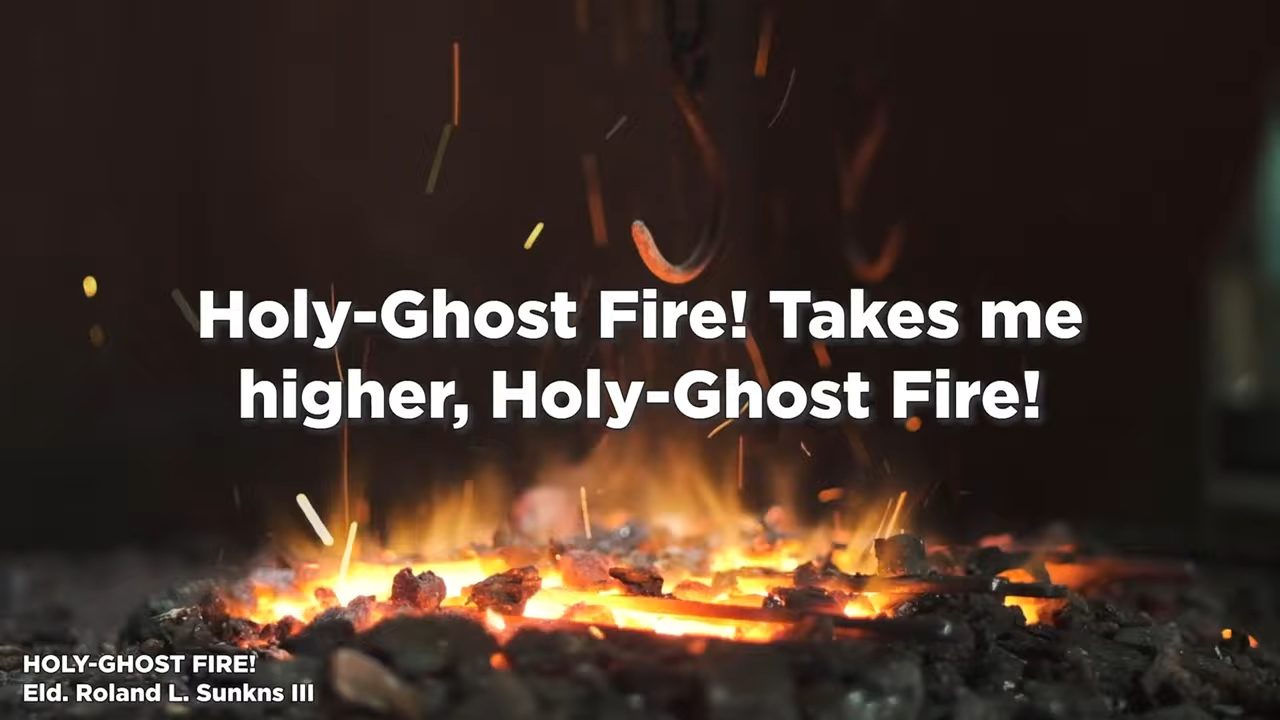 Holy-Ghost Fire! Takes me
higher, Holy-Ghost Fire!
HOLY-GHOST FIRE!
Eld. Roland L. Sunkns III